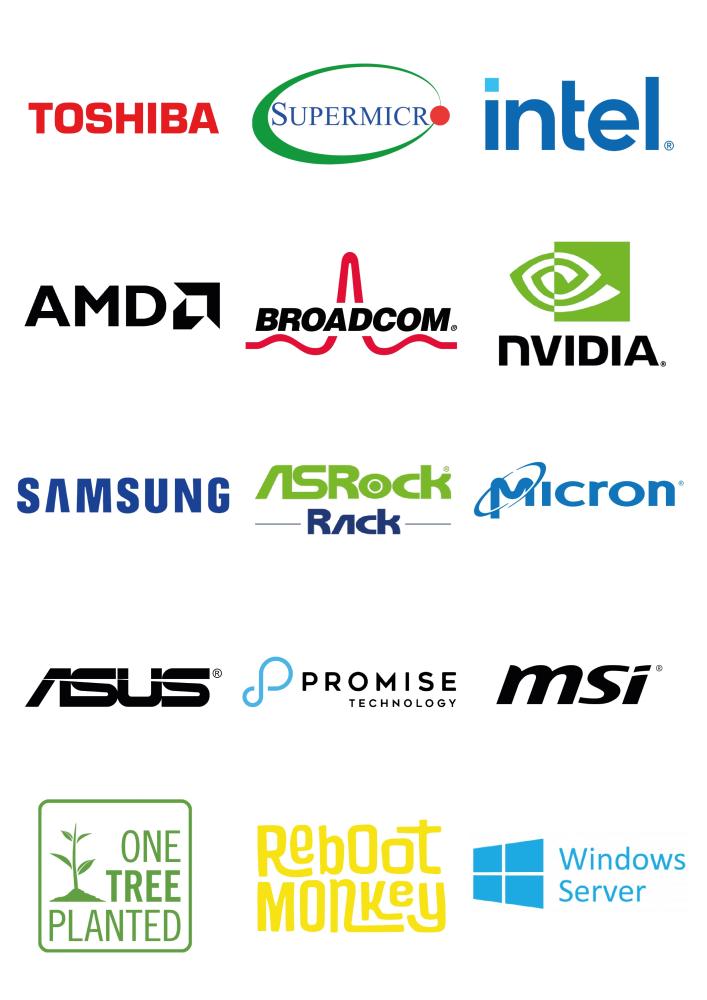 TOSHIBA
SUPERMICR
intel®
AMD
BROADCOM®
NVIDIA®
SAMSUNG
ASRock®
Rack
Micron®
ASUS®
PROMISE
TECHNOLOGY
msi®
ONE
TREE
PLANTED
Reboot
MONKey
Windows
Server